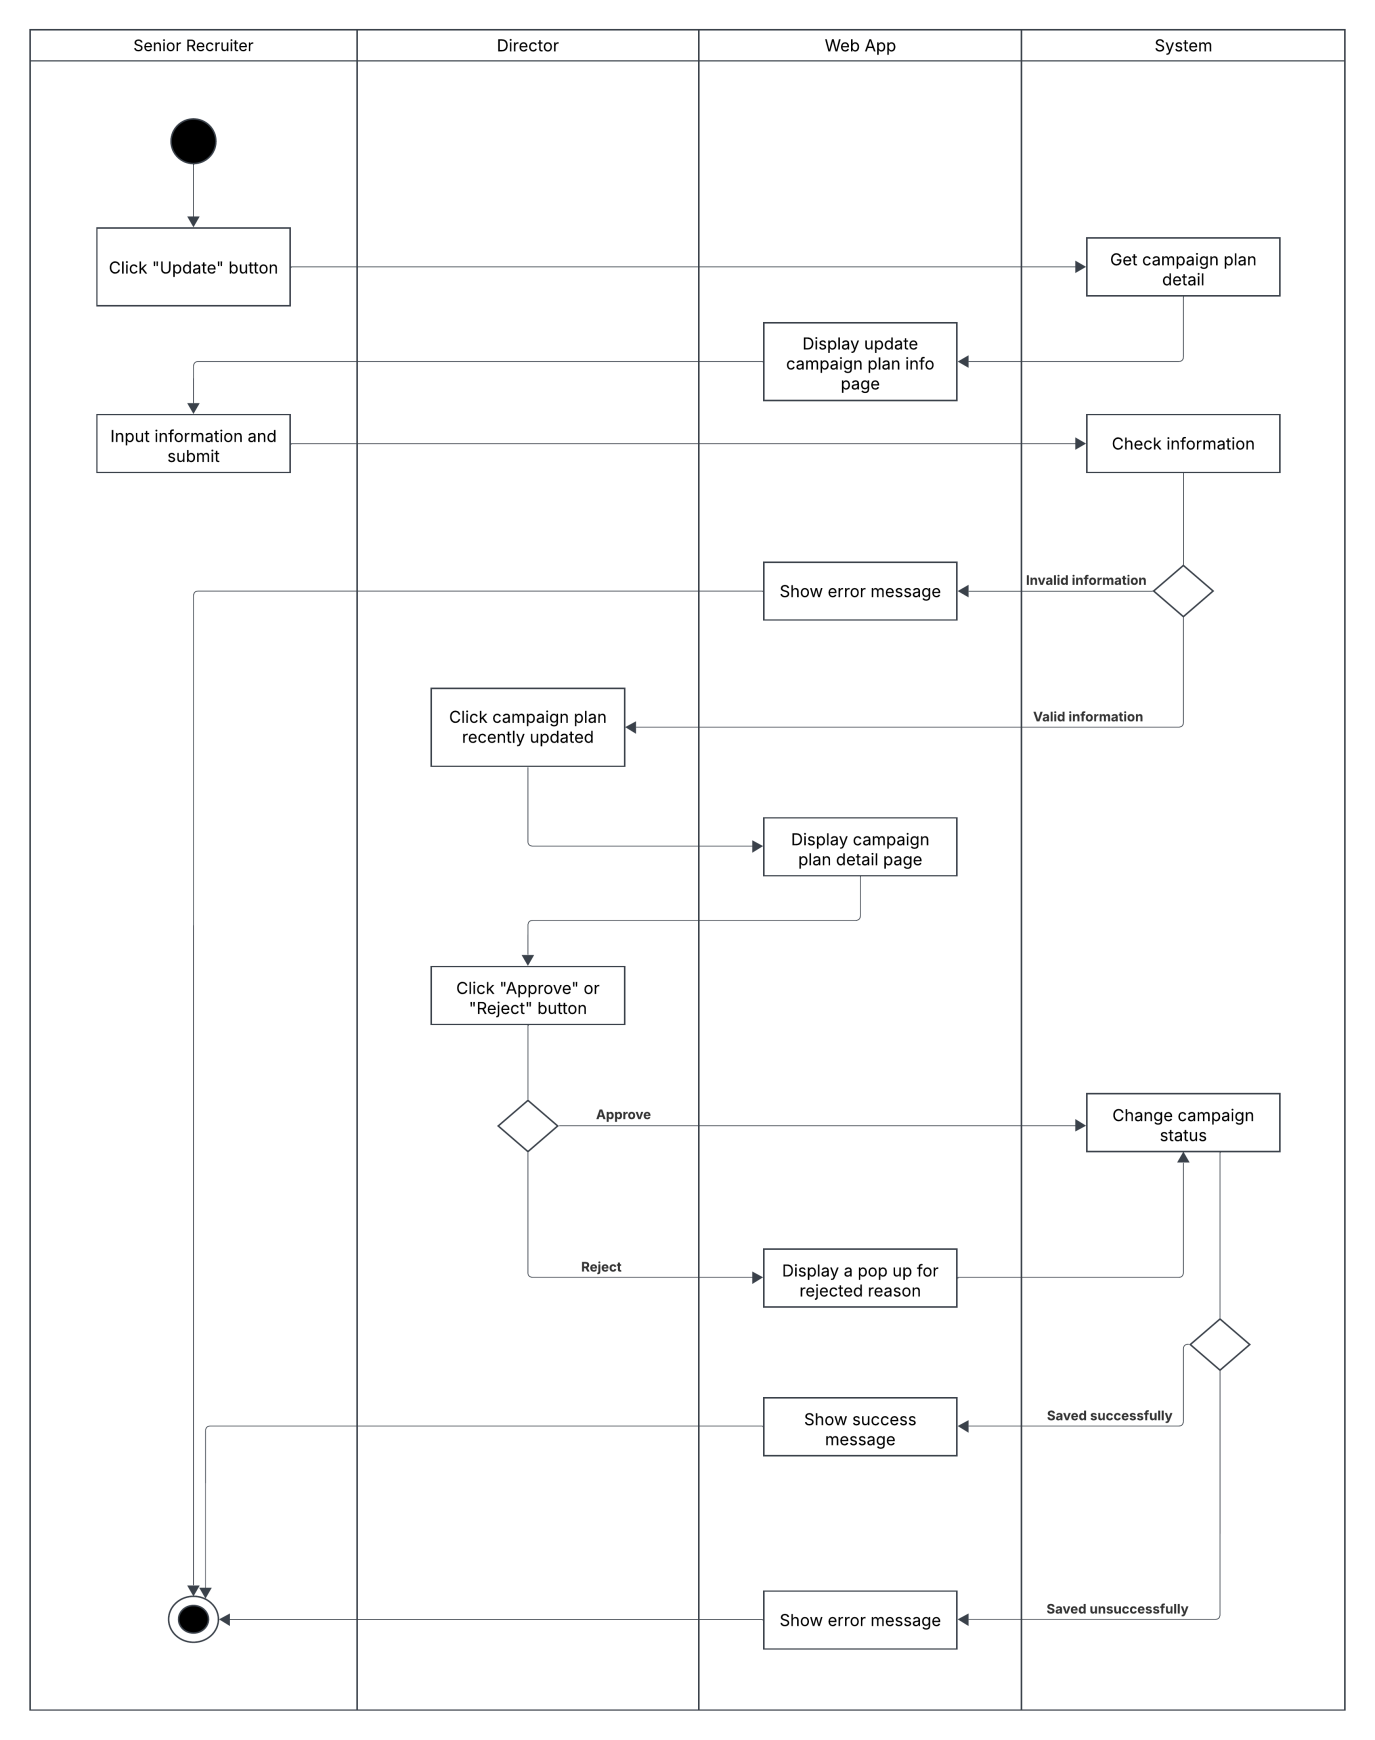 Senior Recruiter
Director
Web App
System
Click "Update" button
Get campaign plan
detail
Display update
campaign plan info
page
Input information and
submit
Check information
Invalid information
Show error message
Valid information
Click campaign plan
recently updated
Display campaign
plan detail page
Click "Approve" or
"Reject" button
Approve
Change campaign
status
Reject
Display a pop up for
rejected reason
Saved successfully
Show success
message
Saved unsuccessfully
Show error message